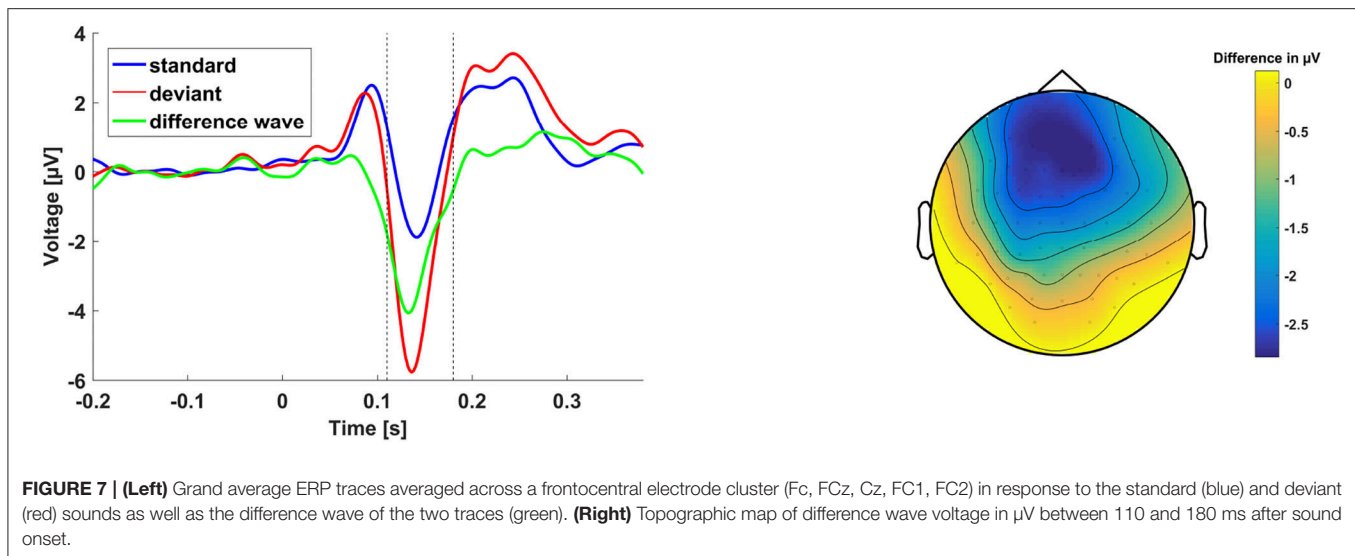 4
2
0
-2
-4
-6
Voltage [µV]
standard
deviant
difference wave
-0.2 -0.1 0 0.1 0.2 0.3
Time [s]
Difference in µV
0
-0.5
-1
-1.5
-2
-2.5
FIGURE 7 | (Left) Grand average ERP traces averaged across a frontocentral electrode cluster (Fc, FCz, Cz, FC1, FC2) in response to the standard (blue) and deviant
(red) sounds as well as the difference wave of the two traces (green). (Right) Topographic map of difference wave voltage in µV between 110 and 180 ms after sound
onset.